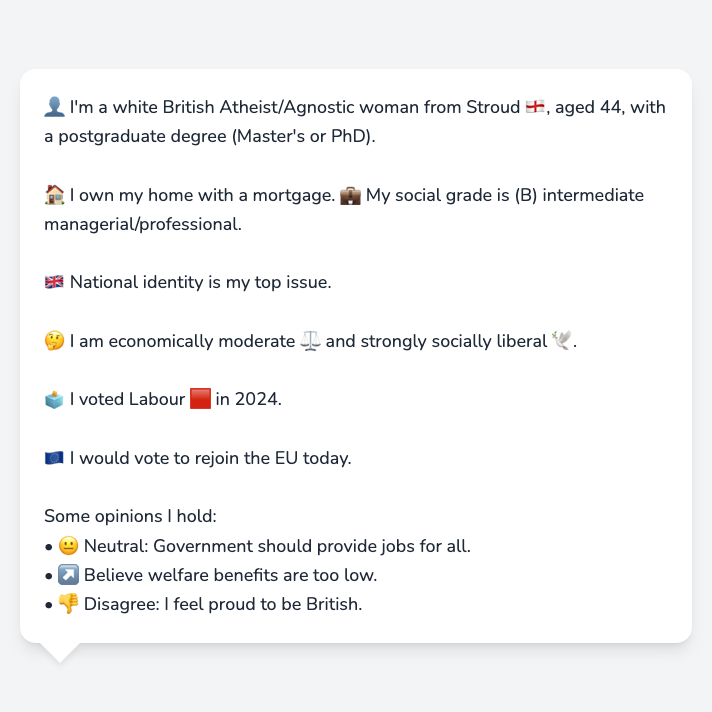 👤 I'm a white British Atheist/Agnostic woman from Stroud 🏴󠁧󠁢󠁥󠁮󠁧󠁿, aged 44, with
a postgraduate degree (Master's or PhD).
🏠 I own my home with a mortgage. 💼 My social grade is (B) intermediate
managerial/professional.
🇬🇧 National identity is my top issue.
🤔 I am economically moderate ⚖️ and strongly socially liberal 🕊️.
🗳️ I voted Labour 🟥 in 2024.
🇪🇺 I would vote to rejoin the EU today.
Some opinions I hold:
• 😐 Neutral: Government should provide jobs for all.
• ↗️ Believe welfare benefits are too low.
• 👎 Disagree: I feel proud to be British.